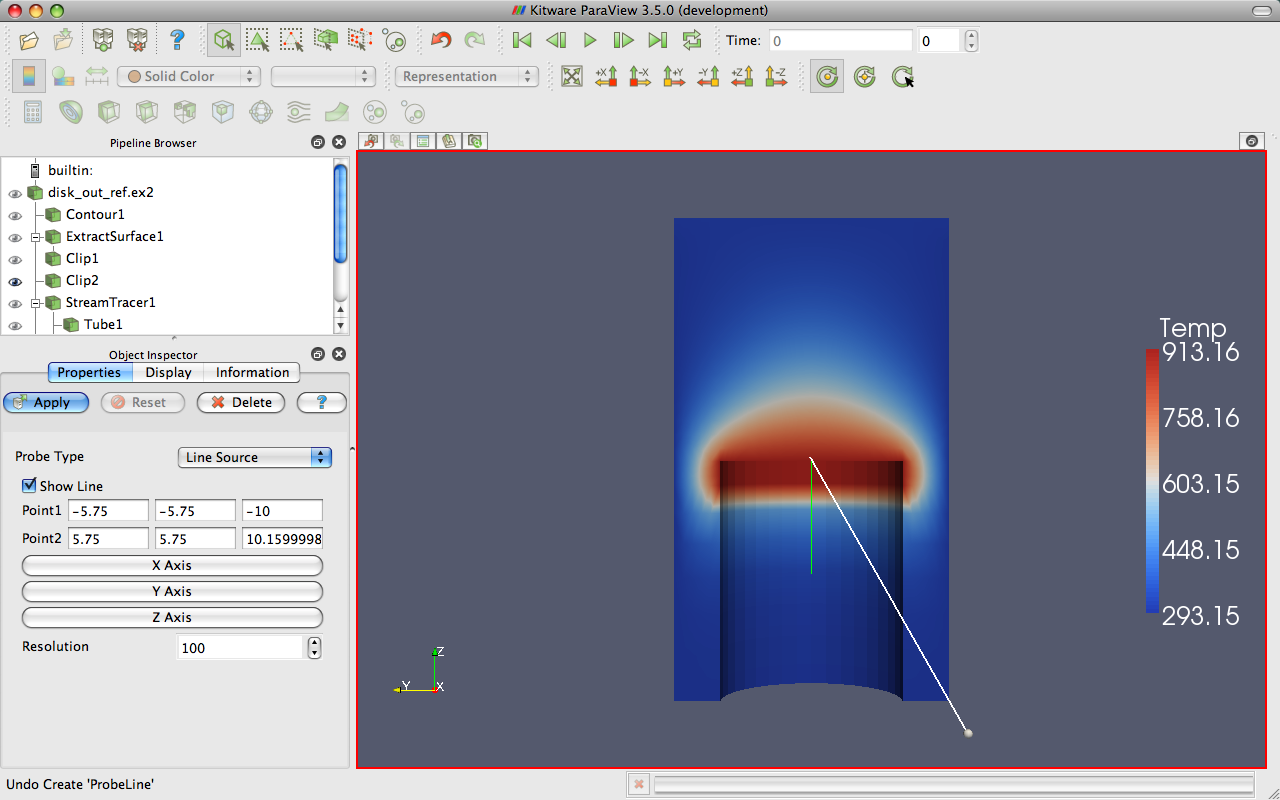 Kitware ParaView 3.5.0 (development)
Time: 0 0
Solid Color Representation +X -X +Y -Y +Z -Z
Pipeline Browser
builtin:
disk_out_ref.ex2
Contour1
ExtractSurface1
Clip1
Clip2
StreamTracer1
Tube1
Object Inspector
Properties Display Information
Apply Reset Delete ?
Probe Type Line Source
Show Line
Point1 -5.75 -5.75 -10
Point2 5.75 5.75 10.1599998
X Axis
Y Axis
Z Axis
Resolution 100
Temp
913.16
758.16
603.15
448.15
293.15
Z
Y X
Undo Create 'ProbeLine'